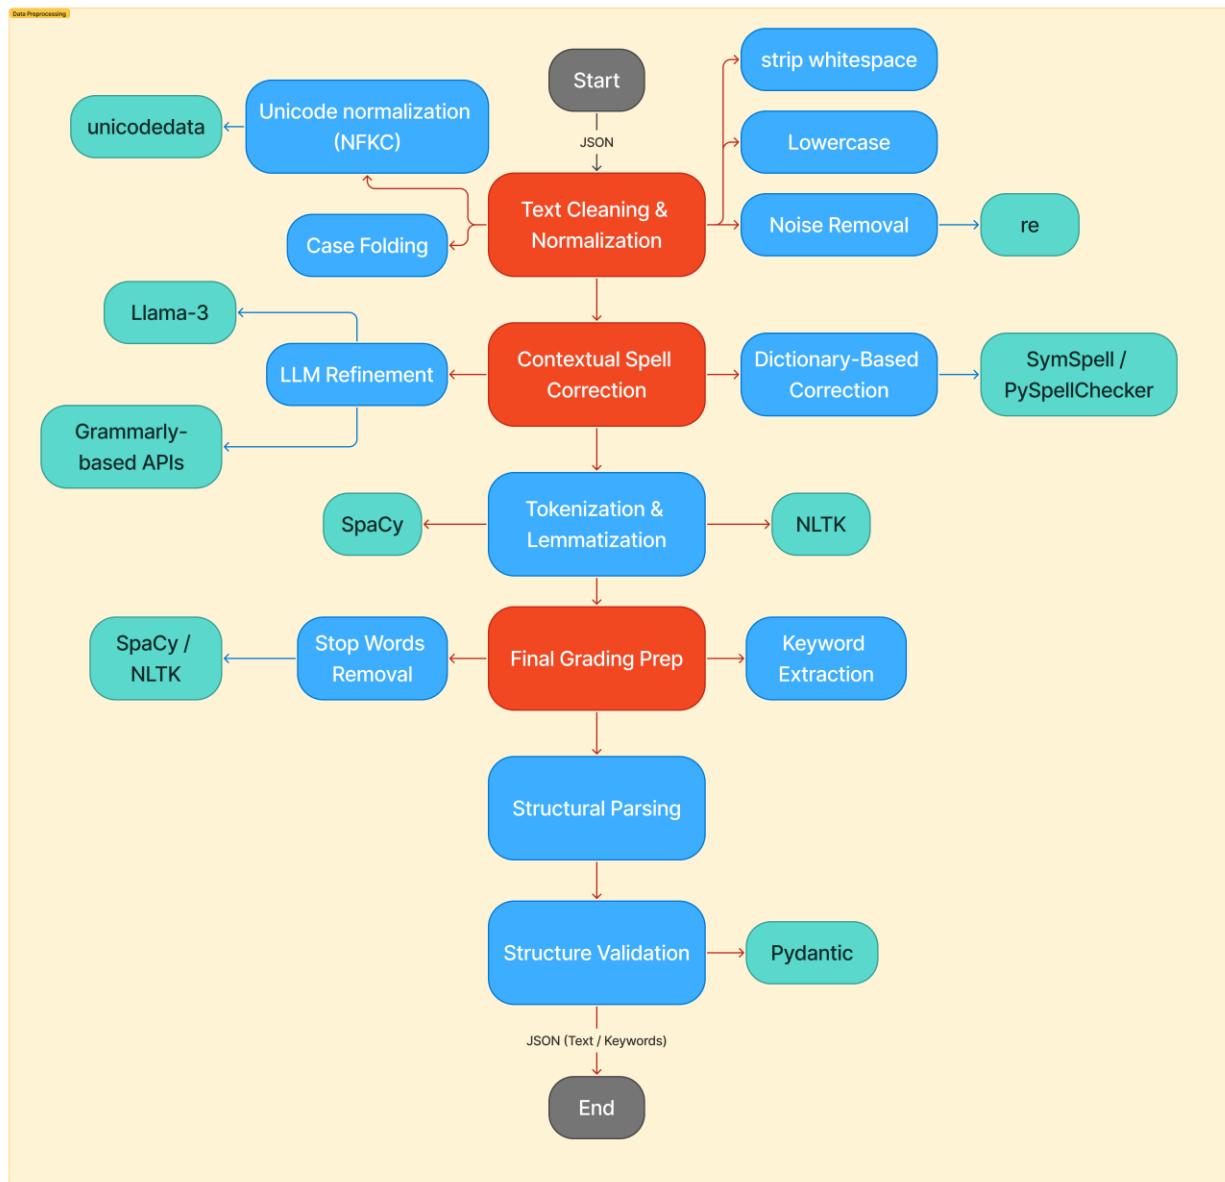 Data Preprocessing
Start
strip whitespace
Unicode normalization
(NFKC)
unicodedata
JSON
Lowercase
Text Cleaning &
Normalization
Noise Removal
re
Case Folding
Llama-3
Contextual Spell
Correction
LLM Refinement
Dictionary-Based
Correction
SymSpell /
PySpellChecker
Grammarly-
based APIs
Tokenization &
Lemmatization
SpaCy
NLTK
SpaCy /
NLTK
Stop Words
Removal
Final Grading Prep
Keyword
Extraction
Structural Parsing
Structure Validation
Pydantic
JSON (Text / Keywords)
End